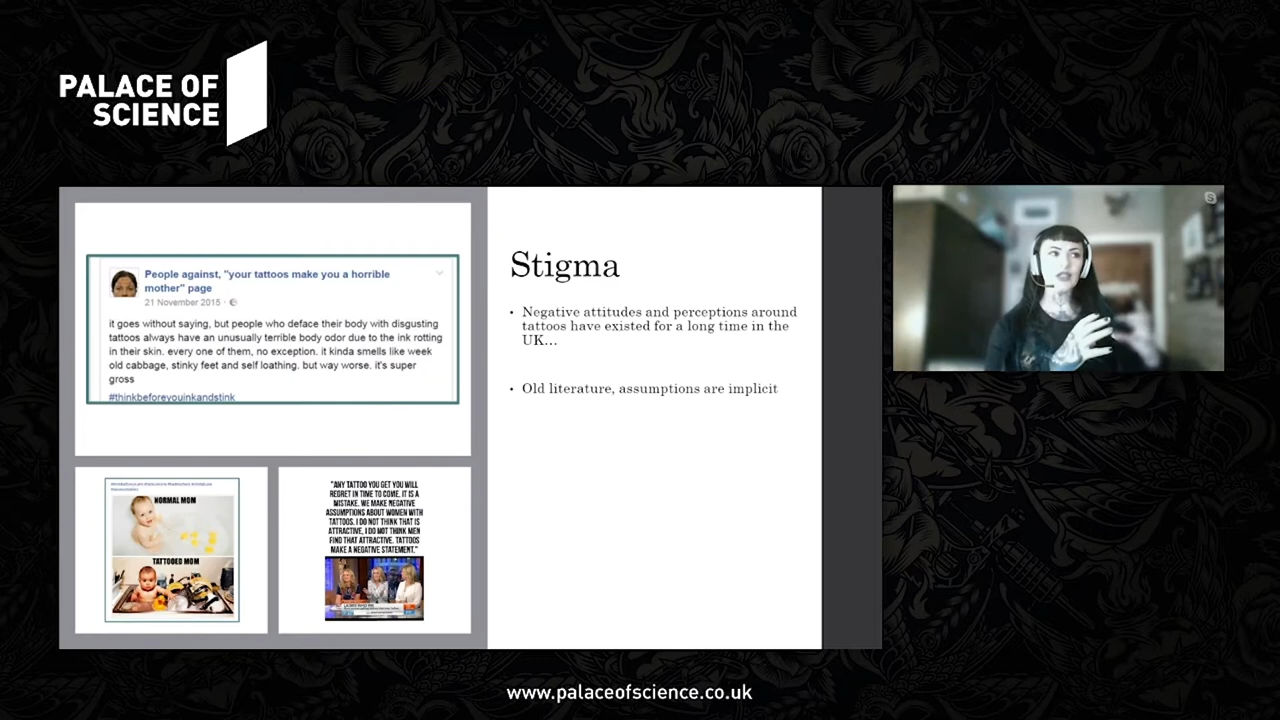 PALACE OF
SCIENCE
People against, "your tattoos make you a horrible
mother" page
21 November 2015
it goes without saying, but people who deface their body with disgusting
tattoos always have an unusually terrible body odor due to the ink rotting
in their skin. every one of them, no exception. it kinda smells like week
old cabbage, stinky feet and self loathing. but way worse. it's super
gross
#thinkbeforeyouinkandstink
NORMAL MOM
TATTOOED MOM
"ANY TATTOO YOU GET YOU WILL
REGRET IN TIME TO COME. IT IS A
MISTAKE. WE MAKE NEGATIVE
ASSUMPTIONS ABOUT WOMEN WITH
TATTOOS. I DO NOT THINK THAT IS
ATTRACTIVE, I DO NOT THINK MEN
FIND THAT ATTRACTIVE. TATTOOS
MAKE A NEGATIVE STATEMENT."
Stigma
• Negative attitudes and perceptions around
tattoos have existed for a long time in the
UK...
• Old literature, assumptions are implicit
S
www.palaceofscience.co.uk